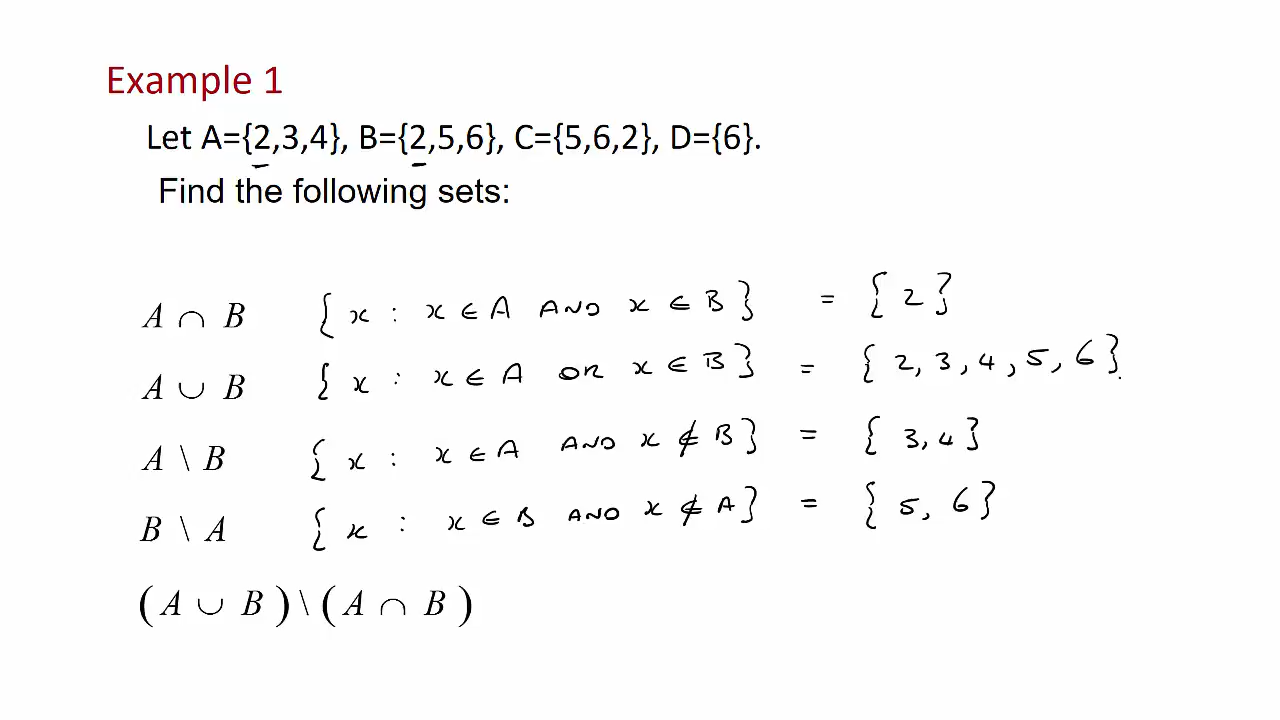 Example 1
Let A={2,3,4}, B={2,5,6}, C={5,6,2}, D={6}.
Find the following sets:
A ∩ B { x : x ∈ A AND x ∈ B } = { 2 }
A ∪ B { x : x ∈ A OR x ∈ B } = { 2, 3, 4, 5, 6 }
A \ B { x : x ∈ A AND x ∉ B } = { 3, 4 }
B \ A { x : x ∈ B AND x ∉ A } = { 5, 6 }
( A ∪ B ) \ ( A ∩ B )